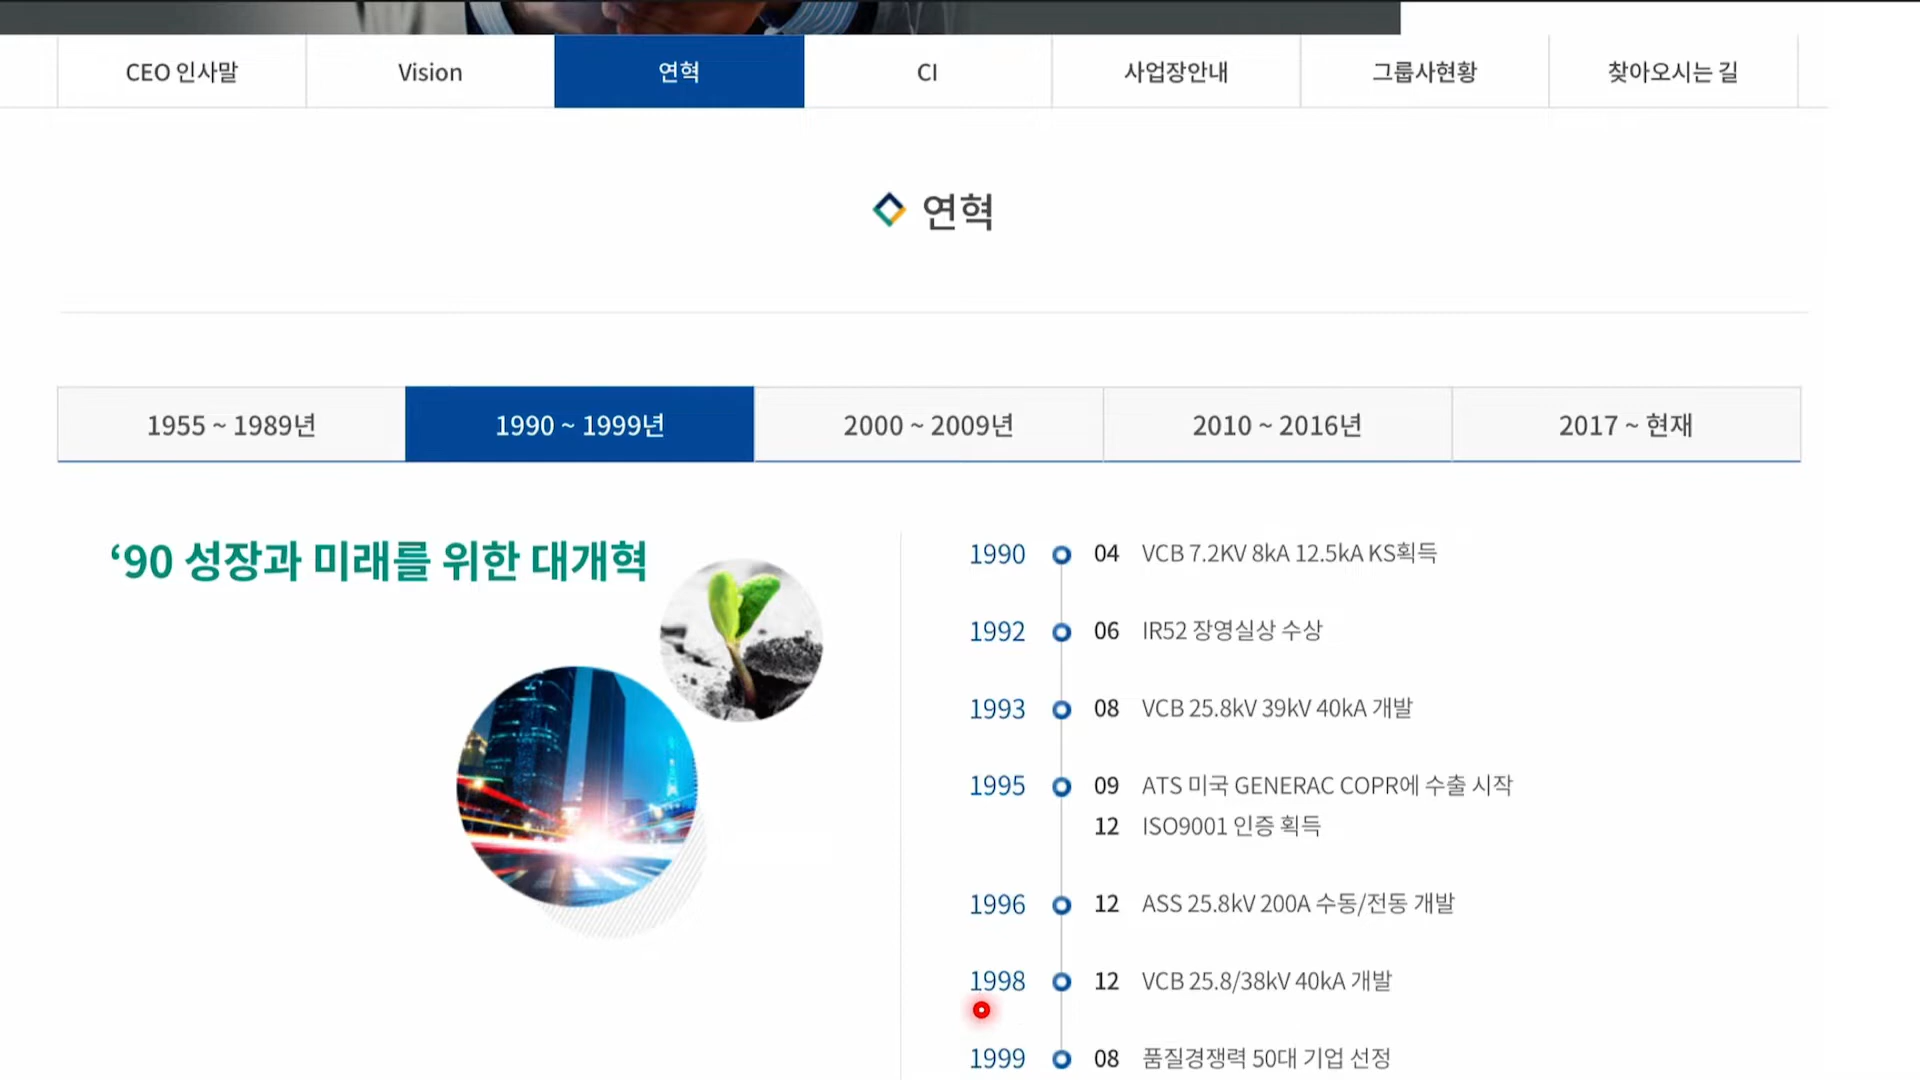 CEO 인사말
Vision
연혁
CI
사업장안내
그룹사현황
찾아오시는 길
연혁
1955 ~ 1989년
1990 ~ 1999년
2000 ~ 2009년
2010 ~ 2016년
2017 ~ 현재
‘90 성장과 미래를 위한 대개혁
1990 04 VCB 7.2KV 8kA 12.5kA KS획득
1992 06 IR52 장영실상 수상
1993 08 VCB 25.8kV 39kV 40kA 개발
1995 09 ATS 미국 GENERAC COPR에 수출 시작
12 ISO9001 인증 획득
1996 12 ASS 25.8kV 200A 수동/전동 개발
1998 12 VCB 25.8/38kV 40kA 개발
1999 08 품질경쟁력 50대 기업 선정